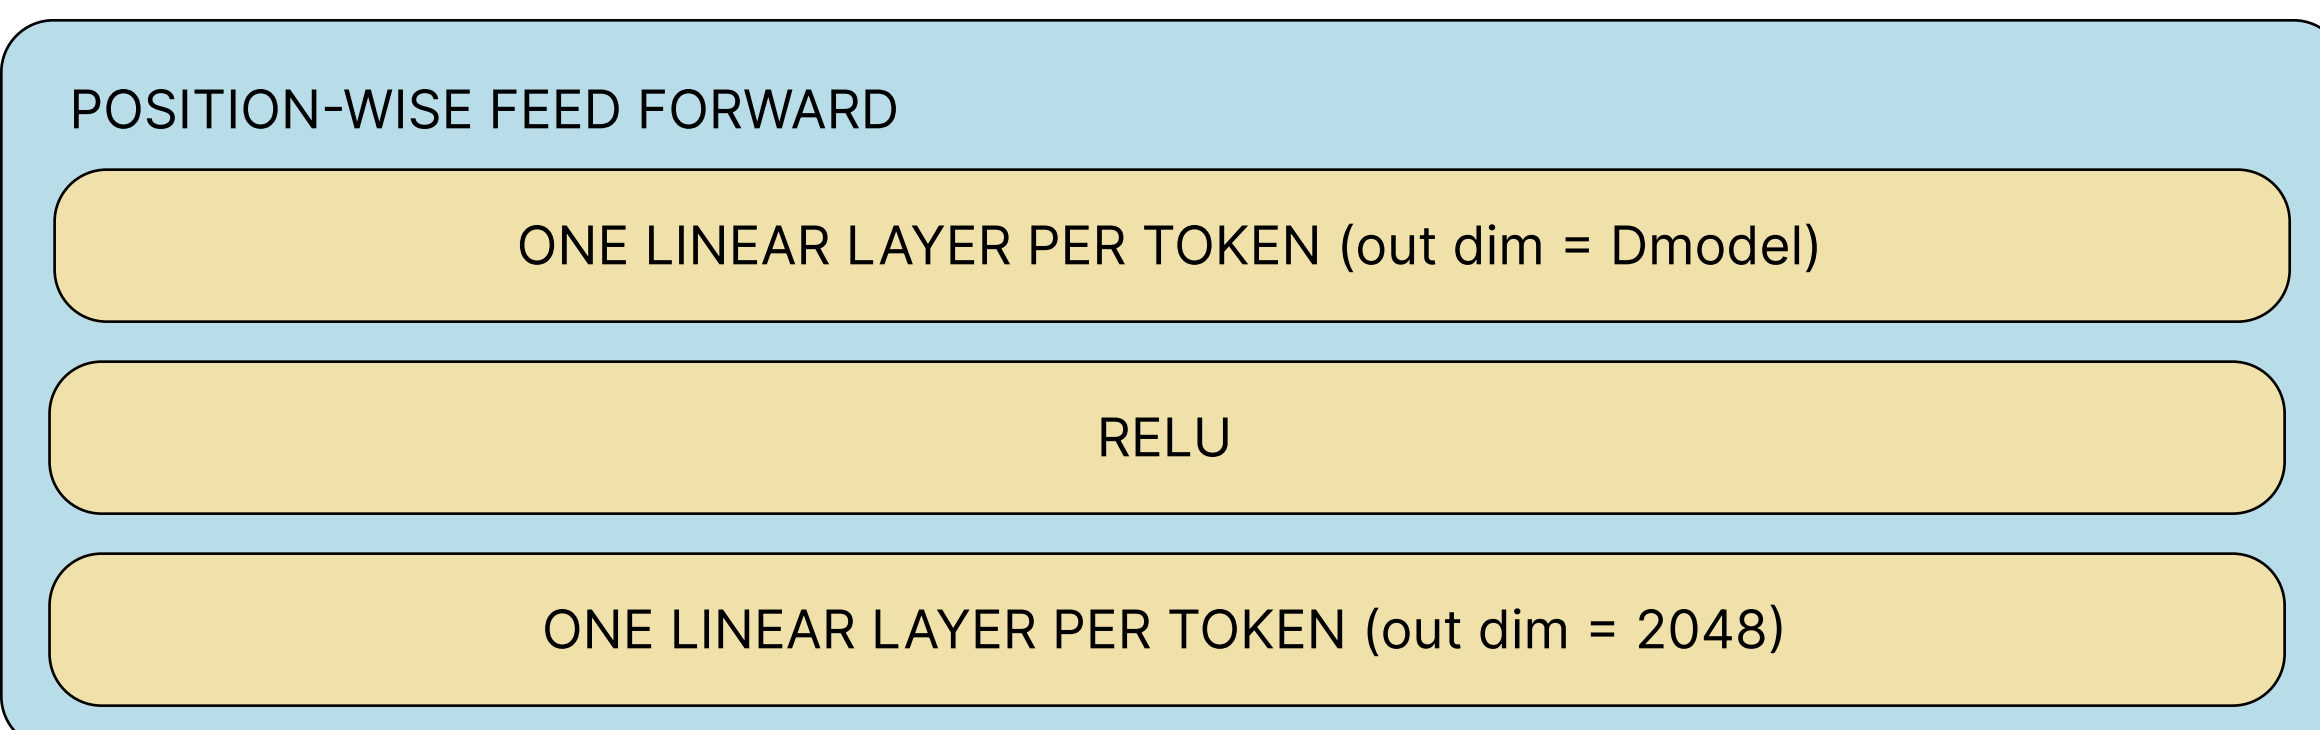 POSITION-WISE FEED FORWARD
ONE LINEAR LAYER PER TOKEN (out dim = Dmodel)
RELU
ONE LINEAR LAYER PER TOKEN (out dim = 2048)